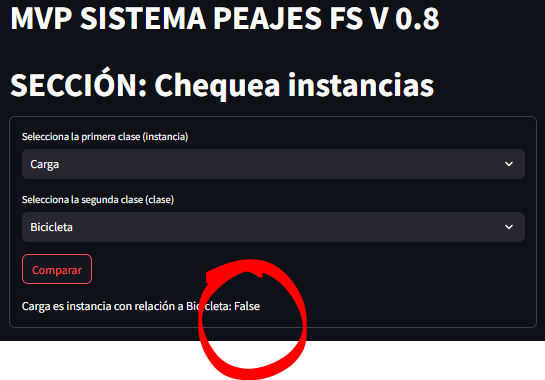 MVP SISTEMA PEAJES FS V 0.8
SECCIÓN: Chequea instancias
Selecciona la primera clase (instancia)
Carga
Selecciona la segunda clase (clase)
Bicicleta
Comparar
Carga es instancia con relación a Bicicleta: False